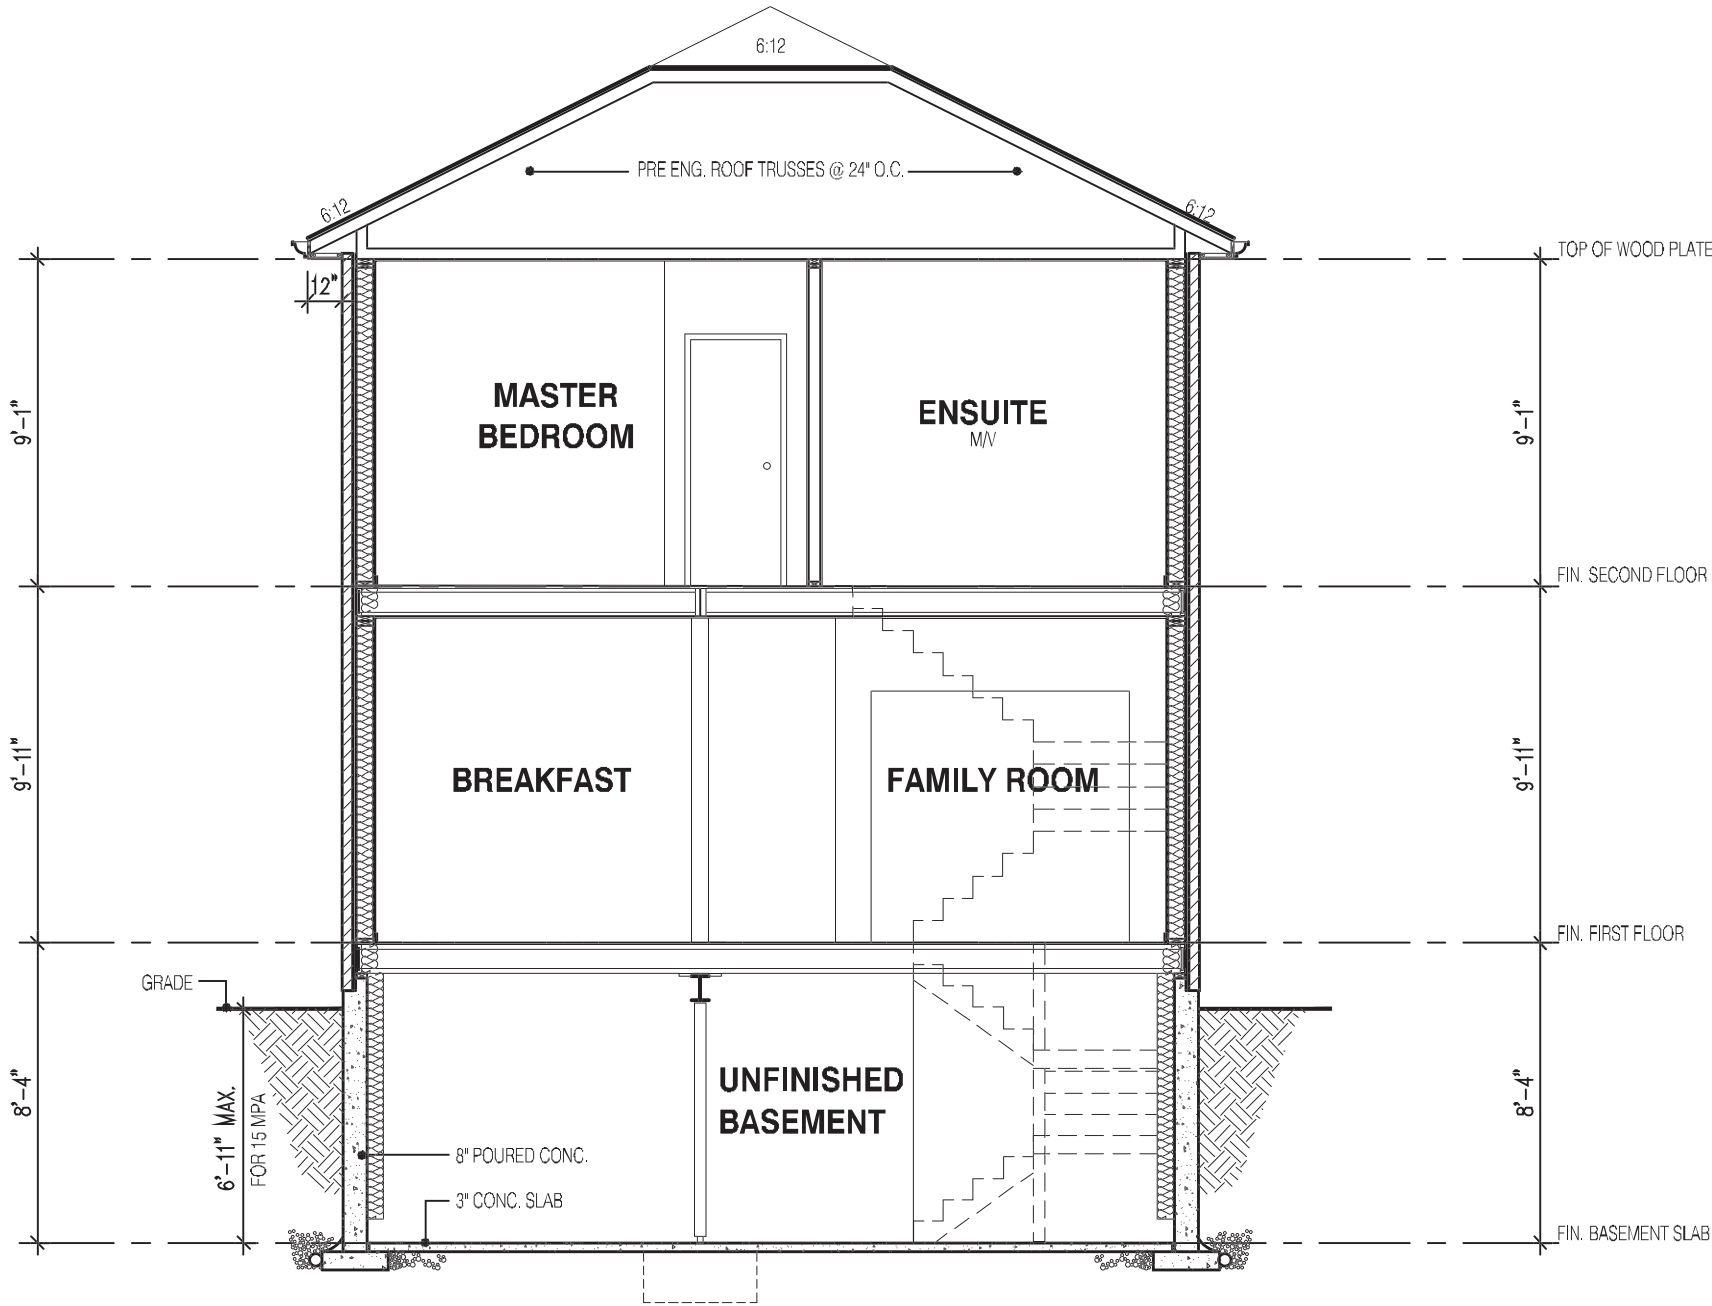 6:12
PRE ENG. ROOF TRUSSES @ 24" O.C.
6:12
6:12
TOP OF WOOD PLATE
12"
MASTER
BEDROOM
ENSUITE
M/V
9'-1"
9'-1"
FIN. SECOND FLOOR
9'-11"
BREAKFAST
FAMILY ROOM
9'-11"
FIN. FIRST FLOOR
GRADE
8'-4"
6'-11" MAX.
FOR 15 MPA
UNFINISHED
BASEMENT
8'-4"
8" POURED CONC.
3" CONC. SLAB
FIN. BASEMENT SLAB